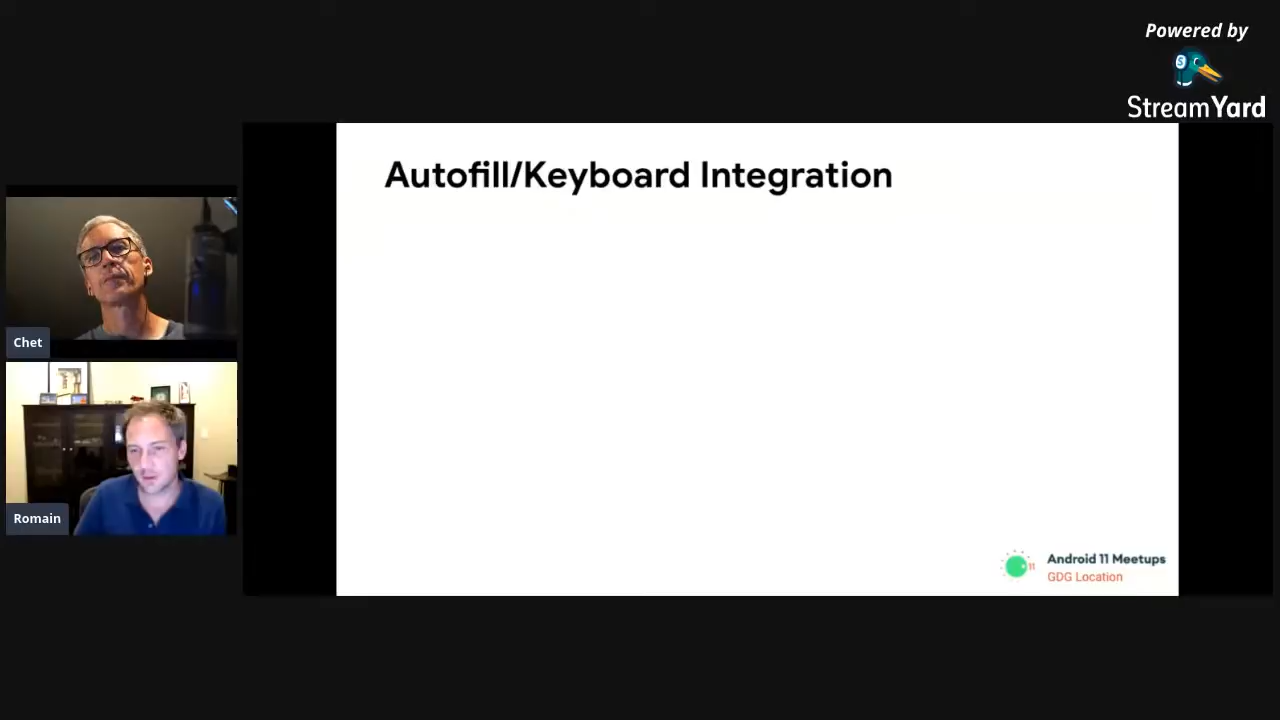 Powered by
StreamYard
Autofill/Keyboard Integration
Chet
Romain
Android 11 Meetups
GDG Location